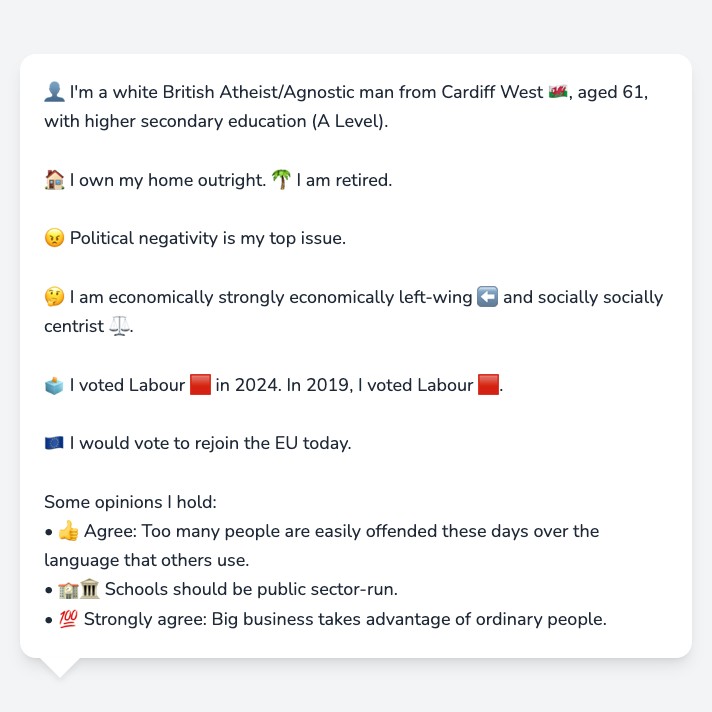 👤 I'm a white British Atheist/Agnostic man from Cardiff West 🏴󠁧󠁢󠁷󠁬󠁳󠁿, aged 61,
with higher secondary education (A Level).
🏠 I own my home outright. 🌴 I am retired.
😠 Political negativity is my top issue.
🤔 I am economically strongly economically left-wing ⬅️ and socially socially
centrist ⚖️.
🗳️ I voted Labour 🟥 in 2024. In 2019, I voted Labour 🟥.
🇪🇺 I would vote to rejoin the EU today.
Some opinions I hold:
• 👍 Agree: Too many people are easily offended these days over the
language that others use.
• 🏫🏛️ Schools should be public sector-run.
• 💯 Strongly agree: Big business takes advantage of ordinary people.